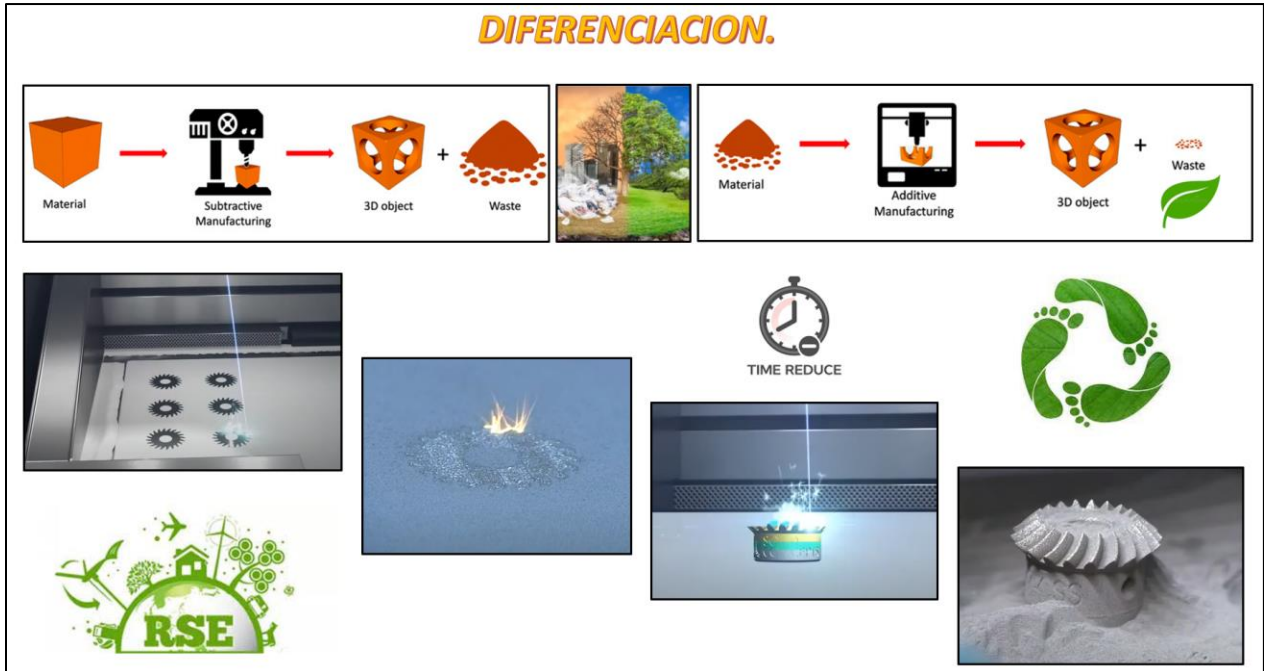 DIFERENCIACION.
Material
Subtractive
Manufacturing
3D object
+
Waste
Material
Additive
Manufacturing
3D object
+
Waste
TIME REDUCE
RSE